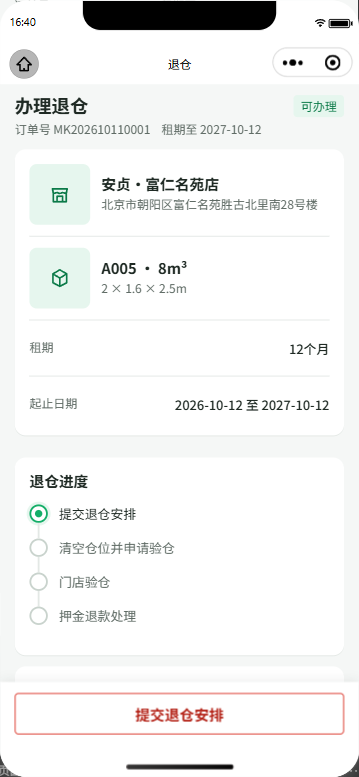 16:40
退仓
办理退仓
可办理
订单号 MK202610110001 租期至 2027-10-12
安贞·富仁名苑店
北京市朝阳区富仁名苑胜古北里南28号楼
A005 · 8m³
2 × 1.6 × 2.5m
租期
12个月
起止日期
2026-10-12 至 2027-10-12
退仓进度
提交退仓安排
清空仓位并申请验仓
门店验仓
押金退款处理
提交退仓安排